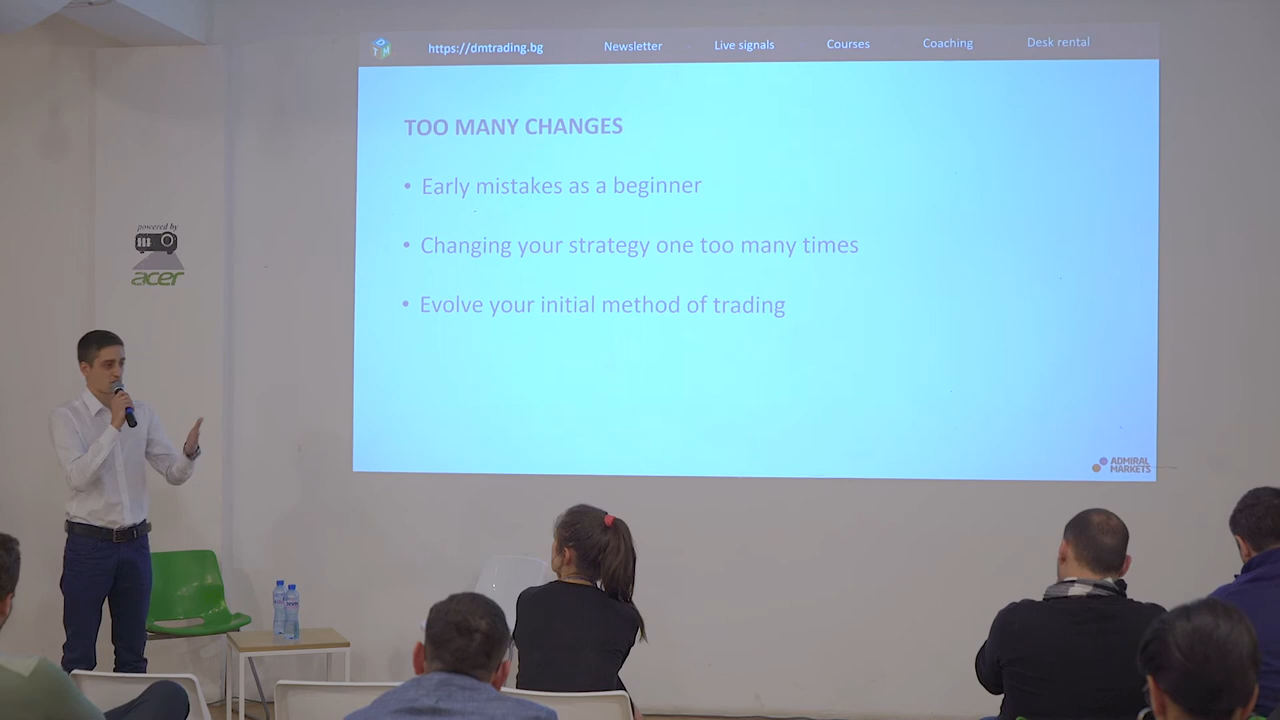 https://dmtrading.bg Newsletter Live signals Courses Coaching Desk rental
TOO MANY CHANGES
• Early mistakes as a beginner
• Changing your strategy one too many times
• Evolve your initial method of trading
ADMIRAL
MARKETS
powered by
acer